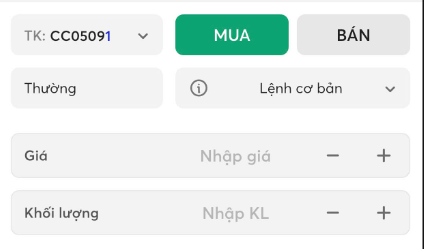 TK: CC05091 MUA BÁN
Thường Lệnh cơ bản
Giá Nhập giá
Khối lượng Nhập KL